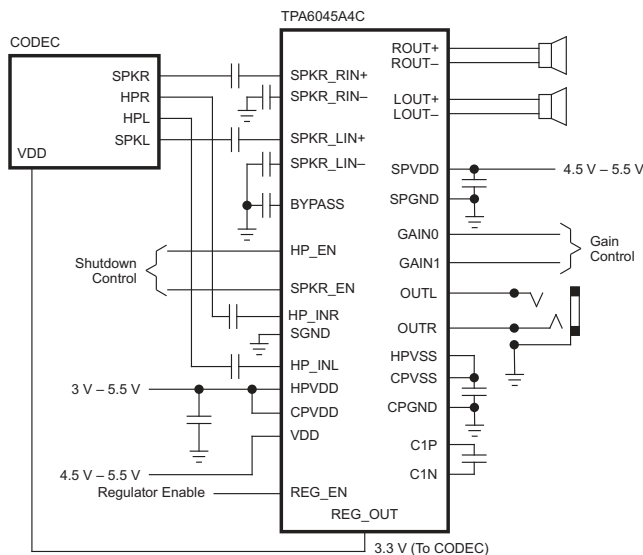 TPA6045A4C
CODEC
SPKR
HPR
HPL
SPKL
VDD
SPKR_RIN+
SPKR_RIN–
SPKR_LIN+
SPKR_LIN–
BYPASS
HP_EN
SPKR_EN
HP_INR
SGND
HP_INL
HPVDD
CPVDD
VDD
REG_EN
REG_OUT
ROUT+
ROUT–
LOUT+
LOUT–
SPVDD
SPGND
GAIN0
GAIN1
OUTL
OUTR
HPVSS
CPVSS
CPGND
C1P
C1N
4.5 V – 5.5 V
Gain
Control
Shutdown
Control
3 V – 5.5 V
4.5 V – 5.5 V
Regulator Enable
3.3 V (To CODEC)